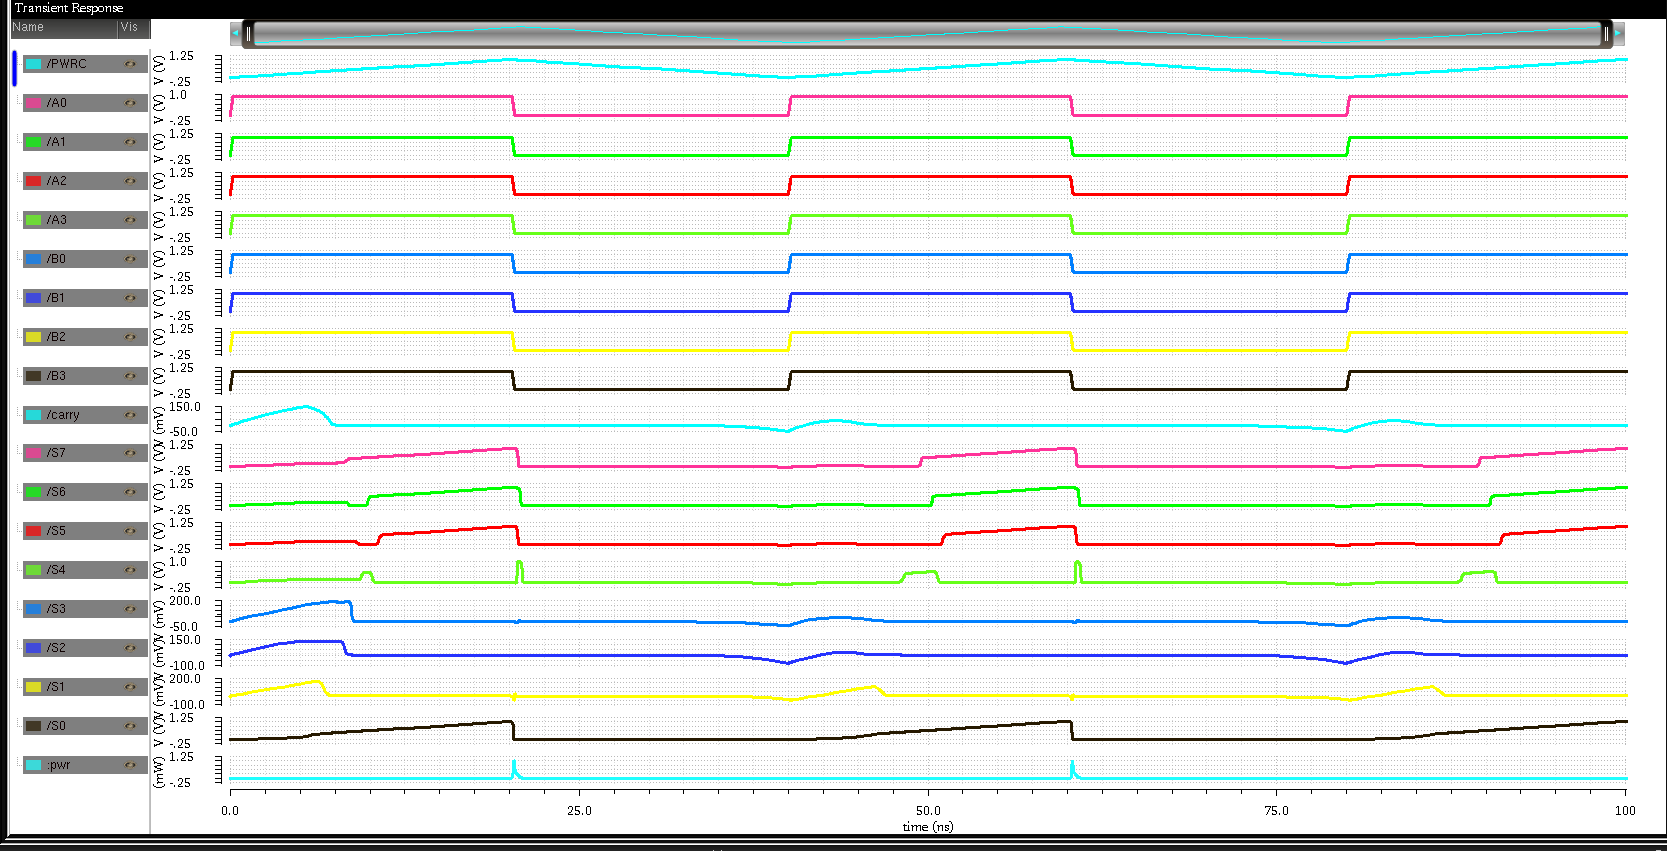 Transient Response
Name Vis
/PWRC V (V) 1.25 -.25
/A0 V (V) 1.0 -.25
/A1 V (V) 1.25 -.25
/A2 V (V) 1.25 -.25
/A3 V (V) 1.25 -.25
/B0 V (V) 1.25 -.25
/B1 V (V) 1.25 -.25
/B2 V (V) 1.25 -.25
/B3 V (V) 1.25 -.25
/carry V (mV) 150.0 -50.0
/S7 V (V) 1.25 -.25
/S6 V (V) 1.25 -.25
/S5 V (V) 1.25 -.25
/S4 V (V) 1.0 -.25
/S3 V (mV) 200.0 -50.0
/S2 V (mV) 150.0 -100.0
/S1 V (mV) 200.0 -100.0
/S0 V (V) 1.25 -.25
:pwr (mW) 1.25 -.25
0.0 25.0 50.0 75.0 100
time (ns)